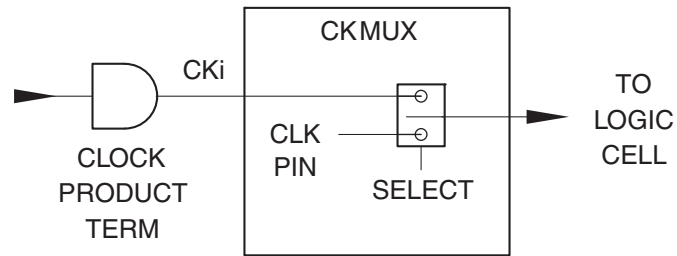 CKMUX
CKi
CLK
PIN
SELECT
CLOCK
PRODUCT
TERM
TO
LOGIC
CELL